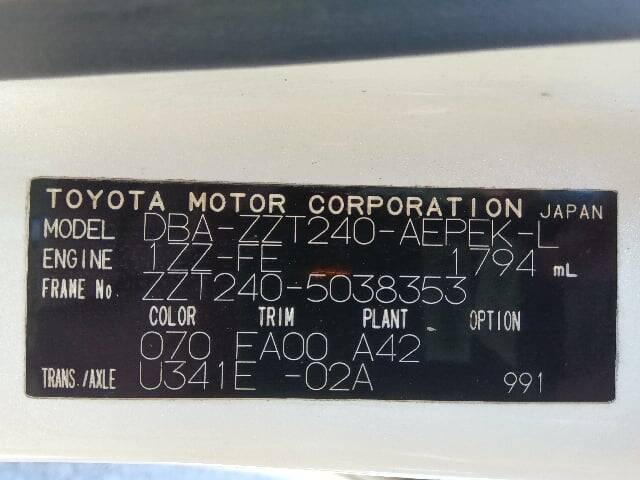 TOYOTA MOTOR CORPORATION JAPAN
MODEL DBA-ZZT240-AEPEK-L
ENGINE 1ZZ-FE 1794 mL
FRAME No. ZZT240-5038353
COLOR TRIM PLANT OPTION
070 FA00 A42
TRANS./AXLE U341E -02A 991